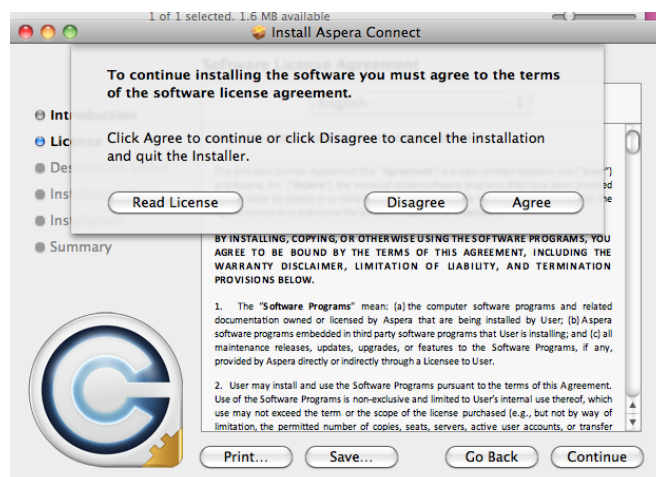 1 of 1 selected, 1.6 MB available
Install Aspera Connect
Software License Agreement
To continue installing the software you must agree to the terms
of the software license agreement.
English
Click Agree to continue or click Disagree to cancel the installation
and quit the Installer.
Read License
Disagree
Agree
Summary
BY INSTALLING, COPYING, OR OTHERWISE USING THE SOFTWARE PROGRAMS, YOU
AGREE TO BE BOUND BY THE TERMS OF THIS AGREEMENT, INCLUDING THE
WARRANTY DISCLAIMER, LIMITATION OF LIABILITY, AND TERMINATION
PROVISIONS BELOW.
1. The "Software Programs" mean: (a) the computer software programs and related
documentation owned or licensed by Aspera that are being installed by User; (b) Aspera
software programs embedded in third party software programs that User is installing; and (c) all
maintenance releases, updates, upgrades, or features to the Software Programs, if any,
provided by Aspera directly or indirectly through a Licensee to User.
2. User may install and use the Software Programs pursuant to the terms of this Agreement.
Use of the Software Programs is non-exclusive and limited to User's internal use thereof, which
use may not exceed the term or the scope of the license purchased (e.g., but not by way of
limitation, the permitted number of copies, seats, servers, active user accounts, or transfer
Print...
Save...
Go Back
Continue